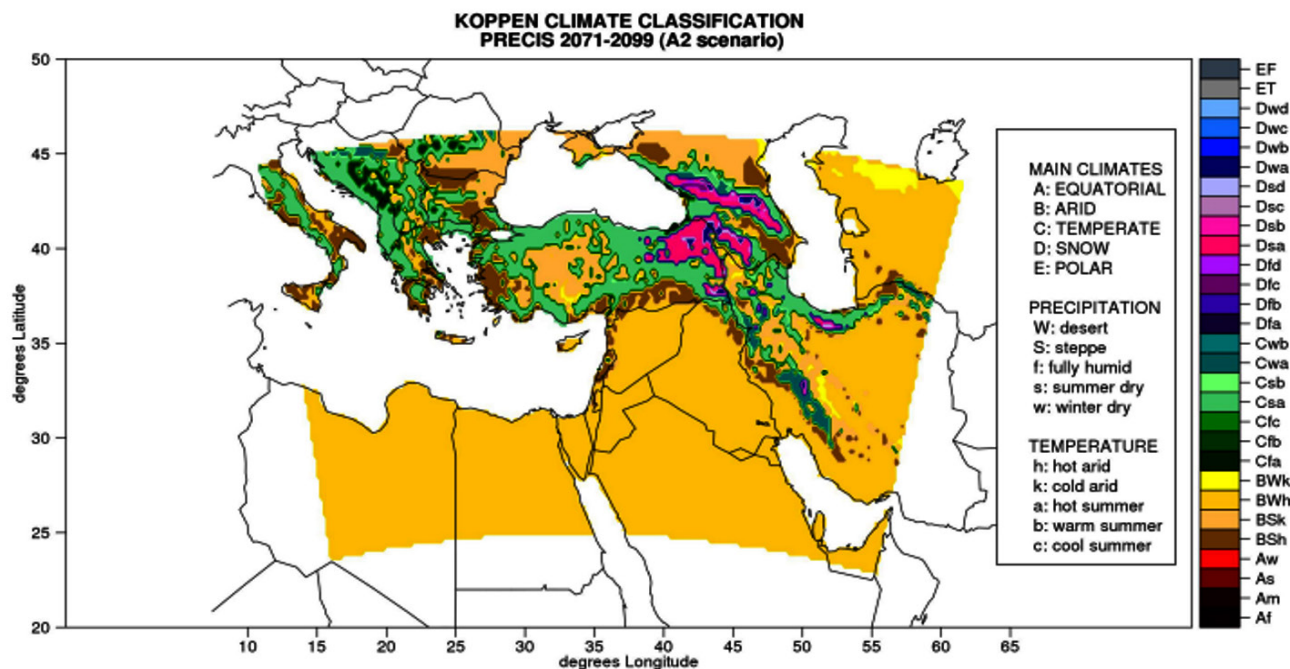 KOPPEN CLIMATE CLASSIFICATION
PRECIS 2071-2099 (A2 scenario)
degrees Latitude
50
45
40
35
30
25
20
10
15
20
25
30
35
40
45
50
55
60
65
degrees Longitude
MAIN CLIMATES
A: EQUATORIAL
B: ARID
C: TEMPERATE
D: SNOW
E: POLAR
PRECIPITATION
W: desert
S: steppe
f: fully humid
s: summer dry
w: winter dry
TEMPERATURE
h: hot arid
k: cold arid
a: hot summer
b: warm summer
c: cool summer
EF
ET
Dwd
Dwc
Dwb
Dwa
Dsd
Dsc
Dsb
Dsa
Dfd
Dfc
Dfb
Dfa
Cwb
Cwa
Csb
Csa
Cfc
Cfb
Cfa
BWk
BWh
BSk
BSh
Aw
As
Am
Af